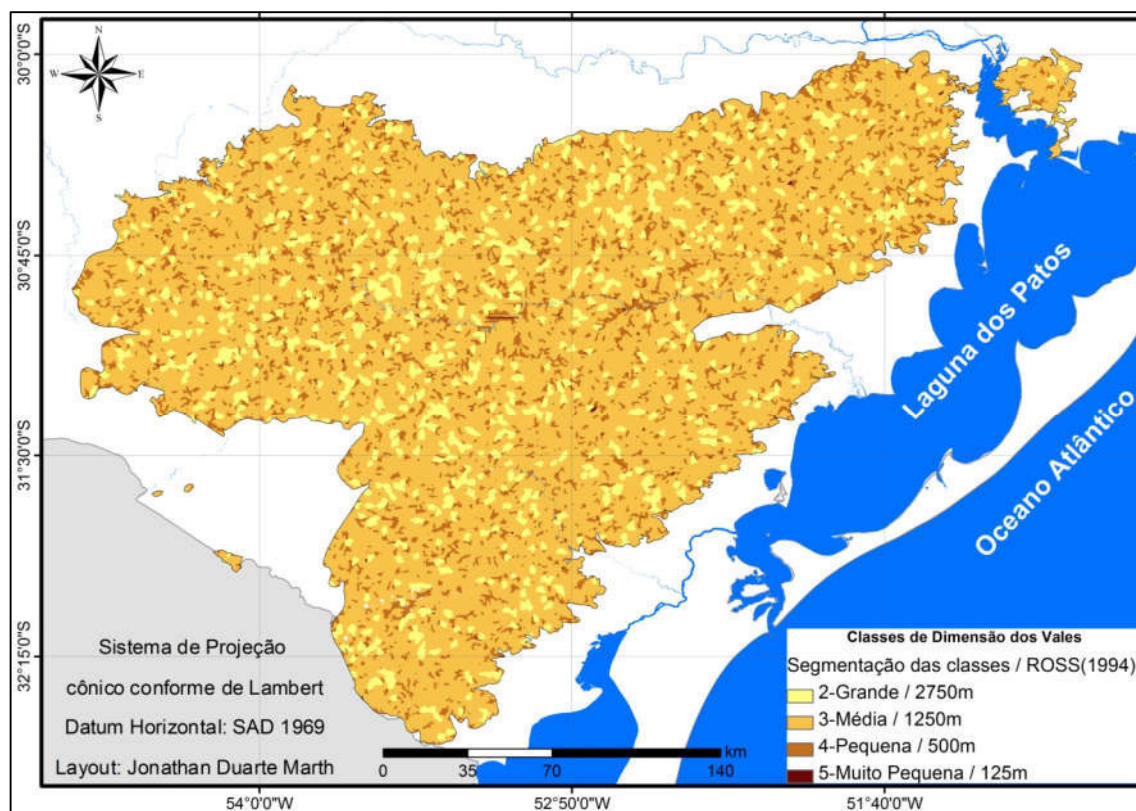 N
W E
S
30°0'0"S
30°45'0"S
31°30'0"S
32°15'0"S
Laguna dos Patos
Oceano Atlântico
Sistema de Projeção
cônico conforme de Lambert
Datum Horizontal: SAD 1969
Layout: Jonathan Duarte Marth
km
0 35 70 140
Classes de Dimensão dos Vales
Segmentação das classes / ROSS(1994)
2-Grande / 2750m
3-Média / 1250m
4-Pequena / 500m
5-Muito Pequena / 125m
54°0'0"W 52°50'0"W 51°40'0"W